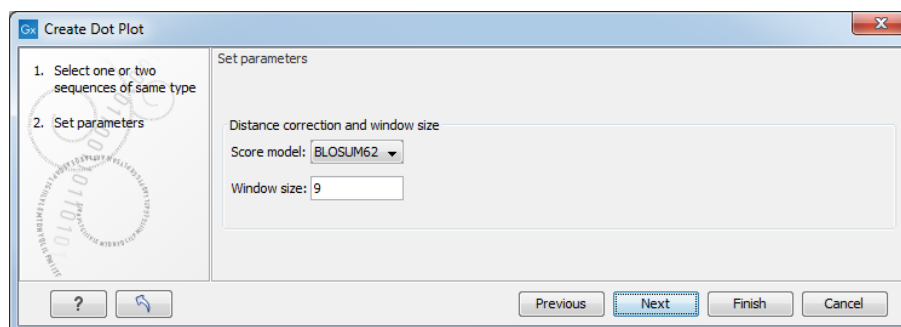 Gx Create Dot Plot
X
1. Select one or two
sequences of same type
2. Set parameters
Set parameters
Distance correction and window size
Score model: BLOSUM62
Window size: 9
?
Previous
Next
Finish
Cancel